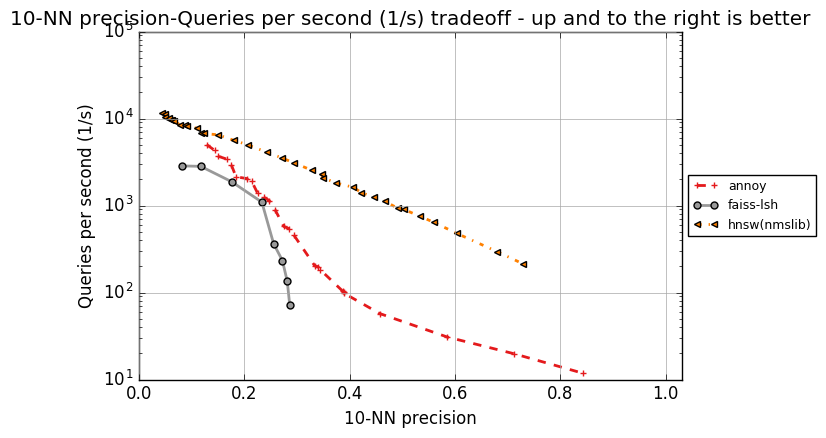 10-NN precision-Queries per second (1/s) tradeoff - up and to the right is better
10^5
10^4
10^3
10^2
10^1
Queries per second (1/s)
0.0 0.2 0.4 0.6 0.8 1.0
10-NN precision
annoy
faiss-lsh
hnsw(nmslib)